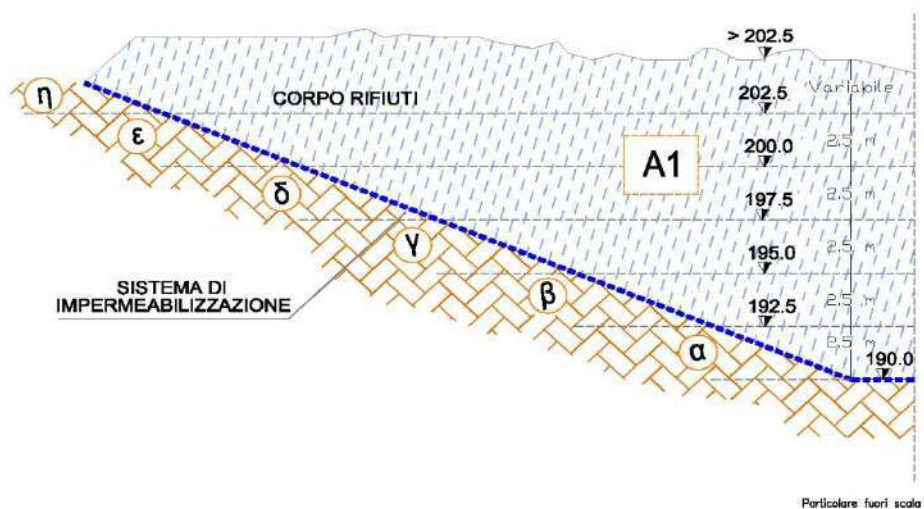 > 202.5
η
CORPO RIFIUTI
202.5
Variabile
ε
2.5 m
A1
200.0
δ
2.5 m
197.5
γ
2.5 m
SISTEMA DI
IMPERMEABILIZZAZIONE
195.0
β
2.5 m
192.5
α
2.5 m
190.0
Particolare fuori scala